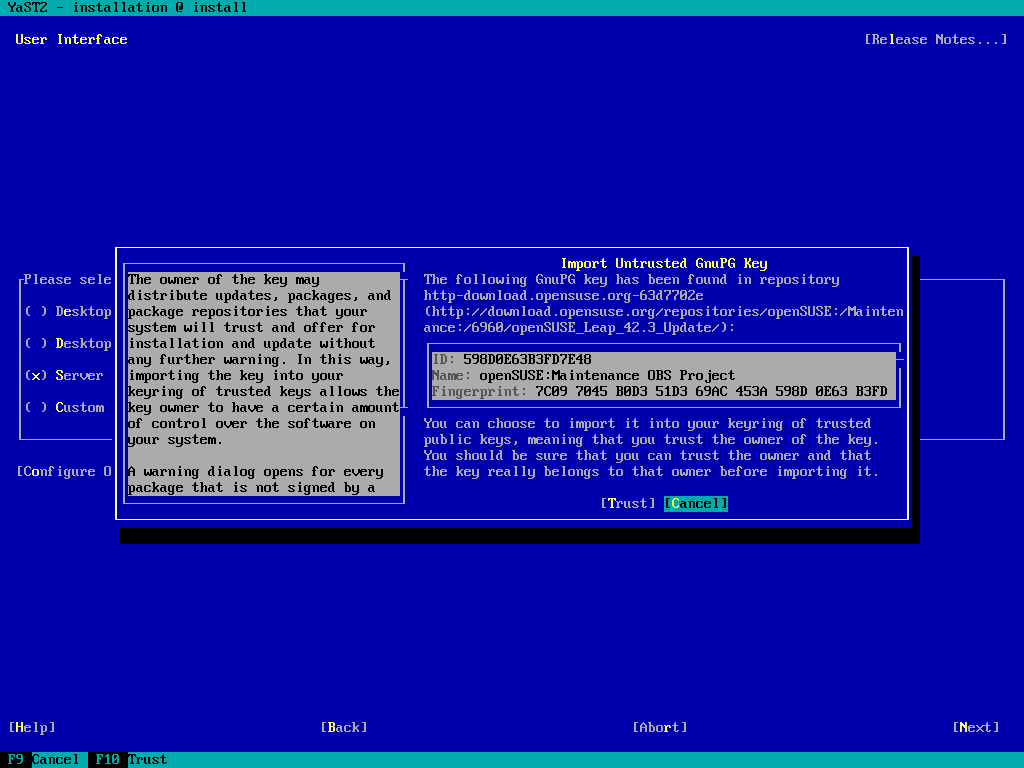 YaST2 - installation @ install
User Interface
[Release Notes...]
Please sele
( ) Desktop
( ) Desktop
(x) Server
( ) Custom
[Configure O
The owner of the key may
distribute updates, packages, and
package repositories that your
system will trust and offer for
installation and update without
any further warning. In this way,
importing the key into your
keyring of trusted keys allows the
key owner to have a certain amount
of control over the software on
your system.
A warning dialog opens for every
package that is not signed by a
Import Untrusted GnuPG Key
The following GnuPG key has been found in repository
http-download.opensuse.org-63d7702e
(http://download.opensuse.org/repositories/openSUSE:/Mainten
ance:/6960/openSUSE_Leap_42.3_Update/):
ID: 598D0E63B3FD7E48
Name: openSUSE:Maintenance OBS Project
Fingerprint: 7C09 7045 B0D3 51D3 69AC 453A 598D 0E63 B3FD
You can choose to import it into your keyring of trusted
public keys, meaning that you trust the owner of the key.
You should be sure that you can trust the owner and that
the key really belongs to that owner before importing it.
[Trust] [Cancel]
[Help] [Back] [Abort] [Next]
F9 Cancel F10 Trust